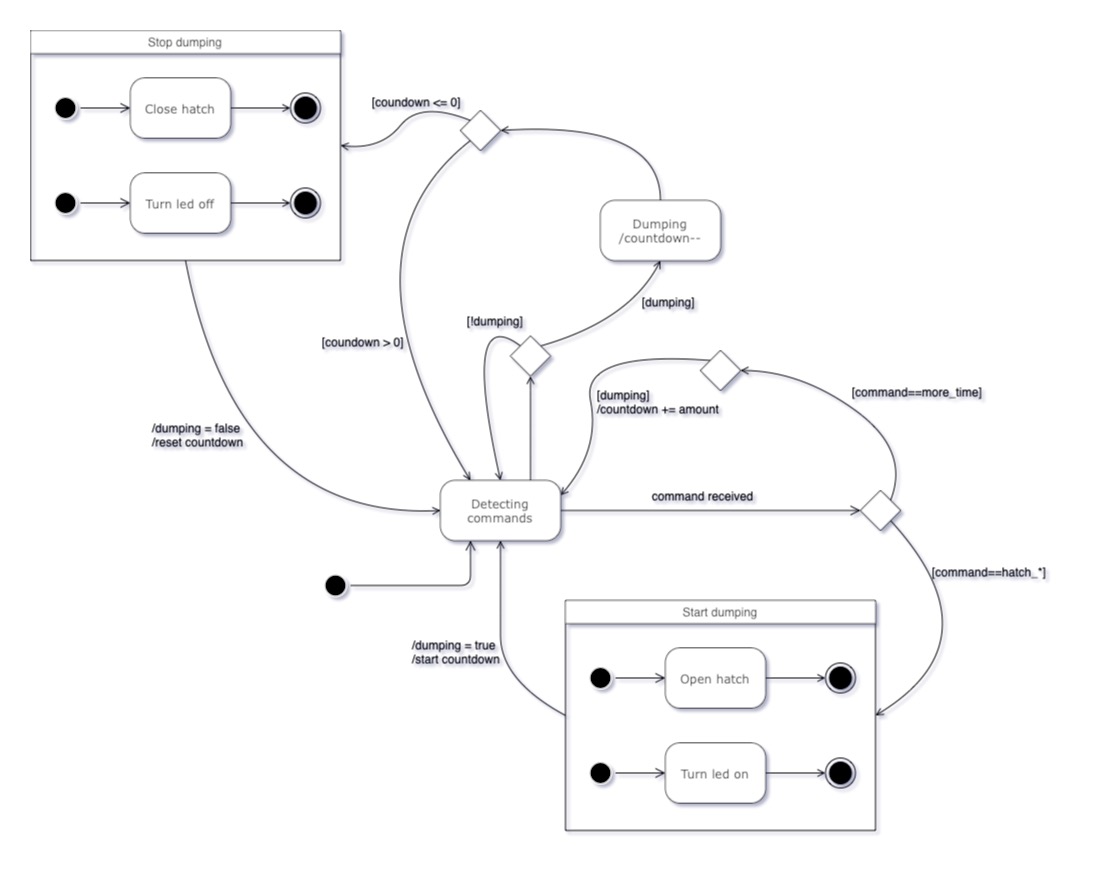 Stop dumping
Close hatch
Turn led off
[coundown <= 0]
Dumping
/countdown--
[dumping]
[!dumping]
[coundown > 0]
[command==more_time]
[dumping]
/countdown += amount
/dumping = false
/reset countdown
Detecting
commands
command received
[command==hatch_*]
Start dumping
/dumping = true
/start countdown
Open hatch
Turn led on